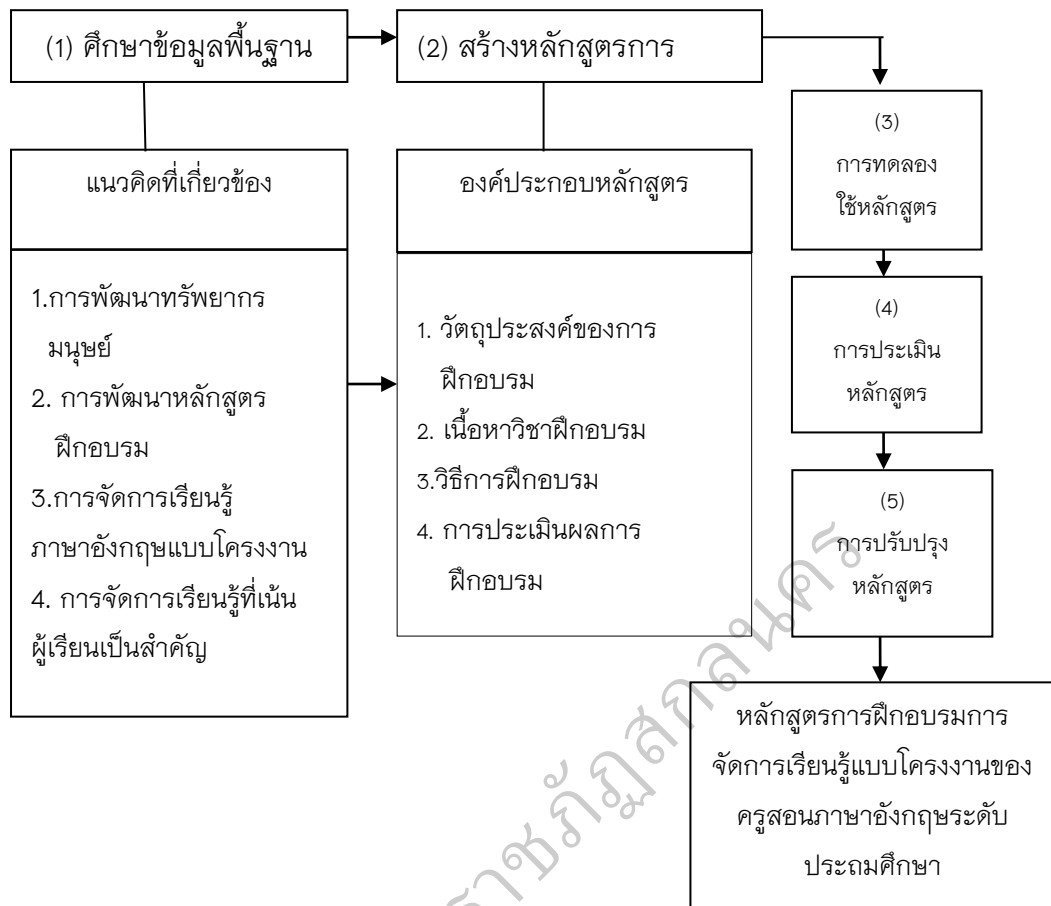 (1) ศึกษาข้อมูลพื้นฐาน
(2) สร้างหลักสูตรการ
(3)
การทดลอง
ใช้หลักสูตร
แนวคิดที่เกี่ยวข้อง
องค์ประกอบหลักสูตร
1.การพัฒนาทรัพยากร
มนุษย์
2. การพัฒนาหลักสูตร
ฝึกอบรม
3.การจัดการเรียนรู้
ภาษาอังกฤษแบบโครงงาน
4. การจัดการเรียนรู้ที่เน้น
ผู้เรียนเป็นสำคัญ
1. วัตถุประสงค์ของการ
ฝึกอบรม
2. เนื้อหาวิชาฝึกอบรม
3.วิธีการฝึกอบรม
4. การประเมินผลการ
ฝึกอบรม
(4)
การประเมิน
หลักสูตร
(5)
การปรับปรุง
หลักสูตร
หลักสูตรการฝึกอบรมการ
จัดการเรียนรู้แบบโครงงานของ
ครูสอนภาษาอังกฤษระดับ
ประถมศึกษา
ราชภัฏสกลนคร